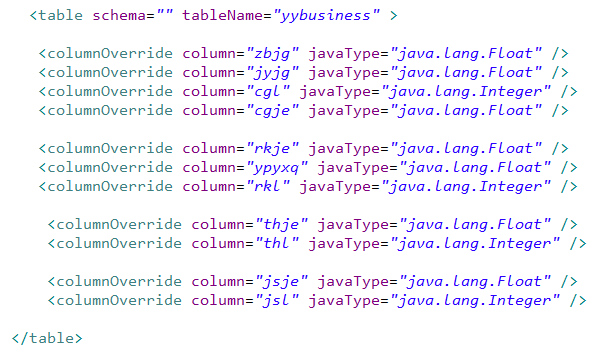 <table schema="" tableName="yybusiness" >
<columnOverride column="zbjg" javaType="java.lang.Float" />
<columnOverride column="jyjg" javaType="java.lang.Float" />
<columnOverride column="cgl" javaType="java.lang.Integer" />
<columnOverride column="cgje" javaType="java.lang.Float" />
<columnOverride column="rkje" javaType="java.lang.Float" />
<columnOverride column="ypyxq" javaType="java.lang.Float" />
<columnOverride column="rkl" javaType="java.lang.Integer" />
<columnOverride column="thje" javaType="java.lang.Float" />
<columnOverride column="thl" javaType="java.lang.Integer" />
<columnOverride column="jsje" javaType="java.lang.Float" />
<columnOverride column="jsl" javaType="java.lang.Integer" />
</table>